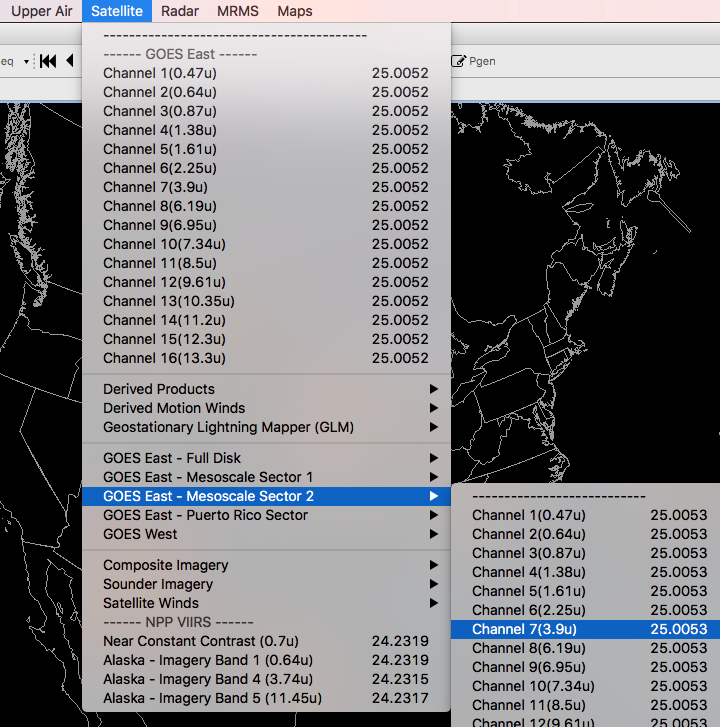 Upper Air Satellite Radar MRMS Maps
eq
Pgen
----------------------------------------
------ GOES East ------
Channel 1(0.47u) 25.0052
Channel 2(0.64u) 25.0052
Channel 3(0.87u) 25.0052
Channel 4(1.38u) 25.0052
Channel 5(1.61u) 25.0052
Channel 6(2.25u) 25.0052
Channel 7(3.9u) 25.0052
Channel 8(6.19u) 25.0052
Channel 9(6.95u) 25.0052
Channel 10(7.34u) 25.0052
Channel 11(8.5u) 25.0052
Channel 12(9.61u) 25.0052
Channel 13(10.35u) 25.0052
Channel 14(11.2u) 25.0052
Channel 15(12.3u) 25.0052
Channel 16(13.3u) 25.0052
Derived Products
Derived Motion Winds
Geostationary Lightning Mapper (GLM)
GOES East - Full Disk
GOES East - Mesoscale Sector 1
GOES East - Mesoscale Sector 2
GOES East - Puerto Rico Sector
GOES West
Composite Imagery
Sounder Imagery
Satellite Winds
------ NPP VIIRS ------
Near Constant Contrast (0.7u) 24.2319
Alaska - Imagery Band 1 (0.64u) 24.2319
Alaska - Imagery Band 4 (3.74u) 24.2315
Alaska - Imagery Band 5 (11.45u) 24.2317
--------------------------
Channel 1(0.47u) 25.0053
Channel 2(0.64u) 25.0053
Channel 3(0.87u) 25.0053
Channel 4(1.38u) 25.0053
Channel 5(1.61u) 25.0053
Channel 6(2.25u) 25.0053
Channel 7(3.9u) 25.0053
Channel 8(6.19u) 25.0053
Channel 9(6.95u) 25.0053
Channel 10(7.34u) 25.0053
Channel 11(8.5u) 25.0053
Channel 12(9.61u) 25.0053